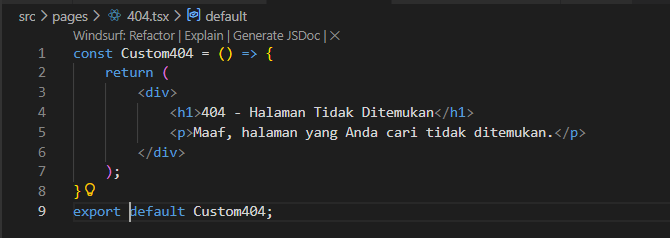 src > pages > 404.tsx > default
Windsurf: Refactor | Explain | Generate JSDoc | ×
1 const Custom404 = () => {
2 return (
3 <div>
4 <h1>404 - Halaman Tidak Ditemukan</h1>
5 <p>Maaf, halaman yang Anda cari tidak ditemukan.</p>
6 </div>
7 );
8 }
9 export default Custom404;